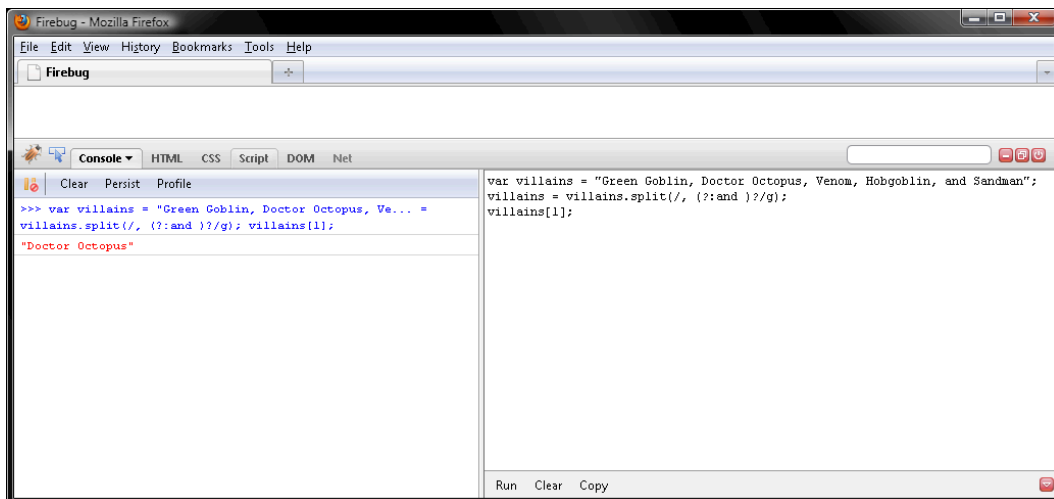 Firebug - Mozilla Firefox
File Edit View History Bookmarks Tools Help
Firebug
Console HTML CSS Script DOM Net
Clear Persist Profile
>>> var villains = "Green Goblin, Doctor Octopus, Ve... =
villains.split(/, (?:and )?/g); villains[1];
"Doctor Octopus"
var villains = "Green Goblin, Doctor Octopus, Venom, Hobgoblin, and Sandman";
villains = villains.split(/, (?:and )?/g);
villains[1];
Run Clear Copy